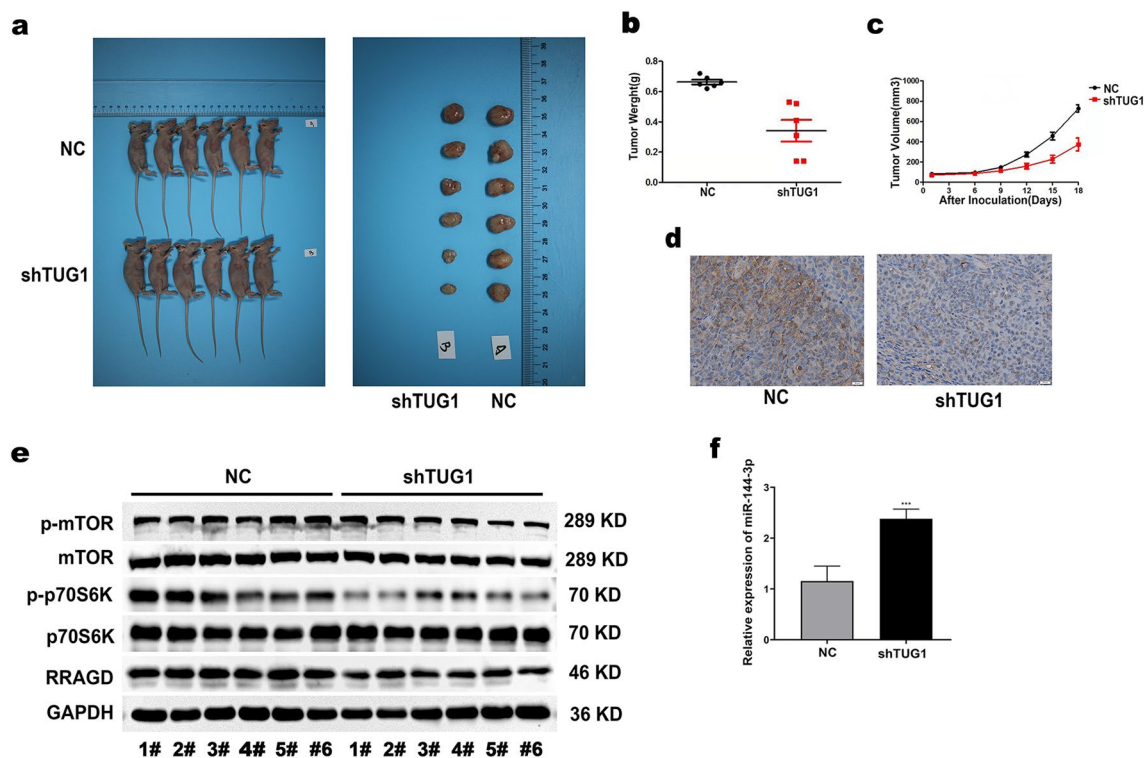 a
NC
shTUG1
shTUG1 NC
b
Tumor Werght(g)
0.8
0.6
0.4
0.2
0.0
NC shTUG1
c
Tumor Volume(mm3)
1000
800
600
400
200
0
0 3 6 9 12 15 18
After Inoculation(Days)
NC
shTUG1
d
NC shTUG1
e
NC shTUG1
p-mTOR 289 KD
mTOR 289 KD
p-p70S6K 70 KD
p70S6K 70 KD
RRAGD 46 KD
GAPDH 36 KD
1# 2# 3# 4# 5# #6 1# 2# 3# 4# 5# #6
f
Relative expression of miR-144-3p
3
2
1
0
***
NC shTUG1